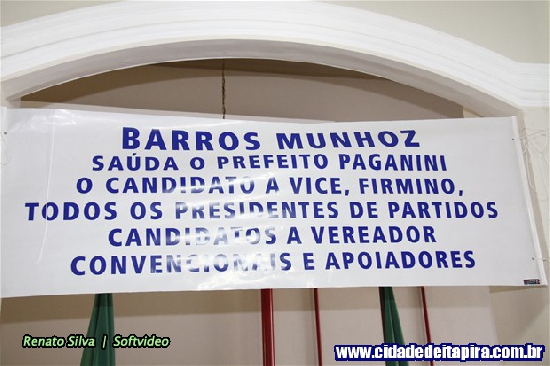 BARROS MUNHOZ
SAÚDA O PREFEITO PAGANINI
O CANDIDATO A VICE, FIRMINO,
TODOS OS PRESIDENTES DE PARTIDOS
CANDIDATOS A VEREADOR
CONVENCIONAIS E APOIADORES
Renato Silva | Softvideo
www.cidadedeitapira.com.br